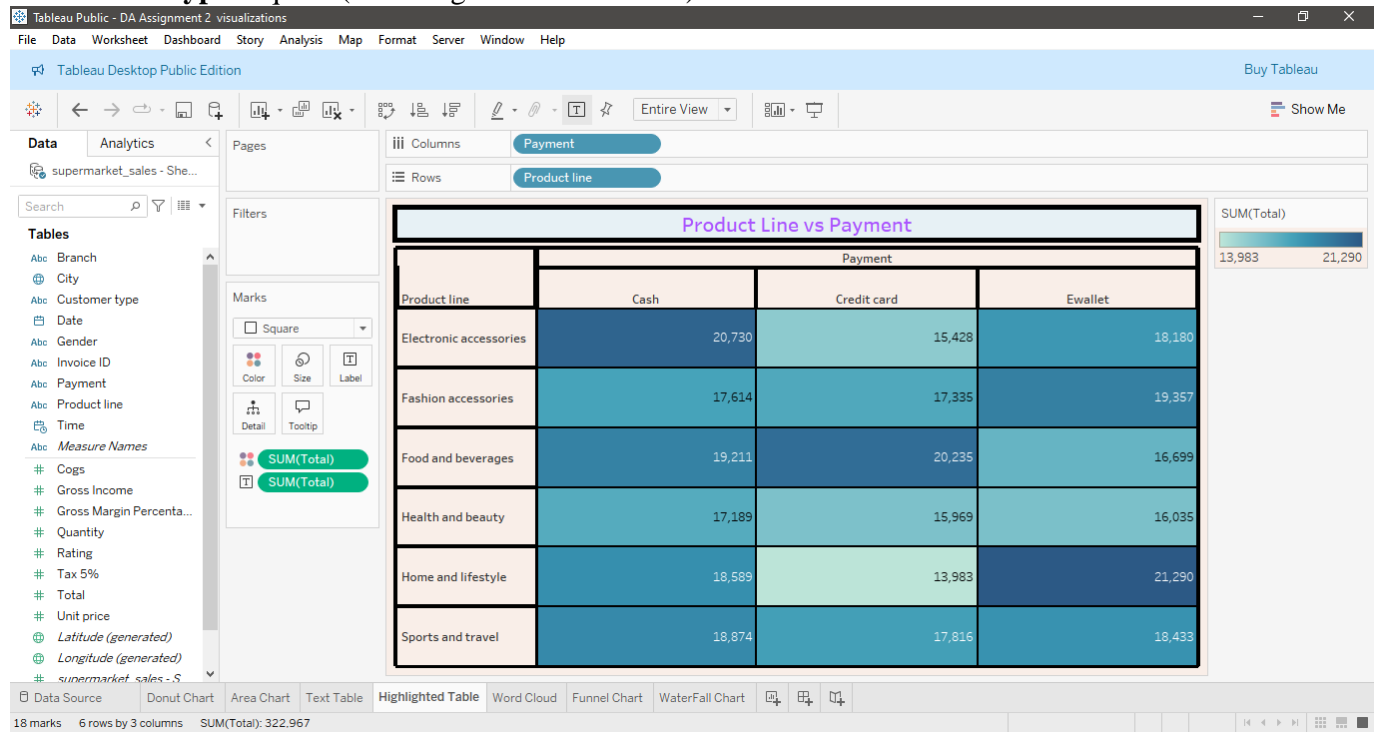 Tableau Public - DA Assignment 2 visualizations
File Data Worksheet Dashboard Story Analysis Map Format Server Window Help
Tableau Desktop Public Edition Buy Tableau
Entire View Show Me
Data Analytics
supermarket_sales - She...
Search
Tables
Abc Branch
City
Abc Customer type
Date
Abc Gender
Abc Invoice ID
Abc Payment
Abc Product line
Time
Abc Measure Names
# Cogs
# Gross Income
# Gross Margin Percenta...
# Quantity
# Rating
# Tax 5%
# Total
# Unit price
Latitude (generated)
Longitude (generated)
# supermarket_sales - S
Pages
Filters
Marks
Square
Color Size Label
Detail Tooltip
SUM(Total)
SUM(Total)
Columns Payment
Rows Product line
Product Line vs Payment
Payment
Product line Cash Credit card Ewallet
Electronic accessories 20,730 15,428 18,180
Fashion accessories 17,614 17,335 19,357
Food and beverages 19,211 20,235 16,699
Health and beauty 17,189 15,969 16,035
Home and lifestyle 18,589 13,983 21,290
Sports and travel 18,874 17,816 18,433
SUM(Total)
13,983 21,290
Data Source Donut Chart Area Chart Text Table Highlighted Table Word Cloud Funnel Chart WaterFall Chart
18 marks 6 rows by 3 columns SUM(Total): 322,967